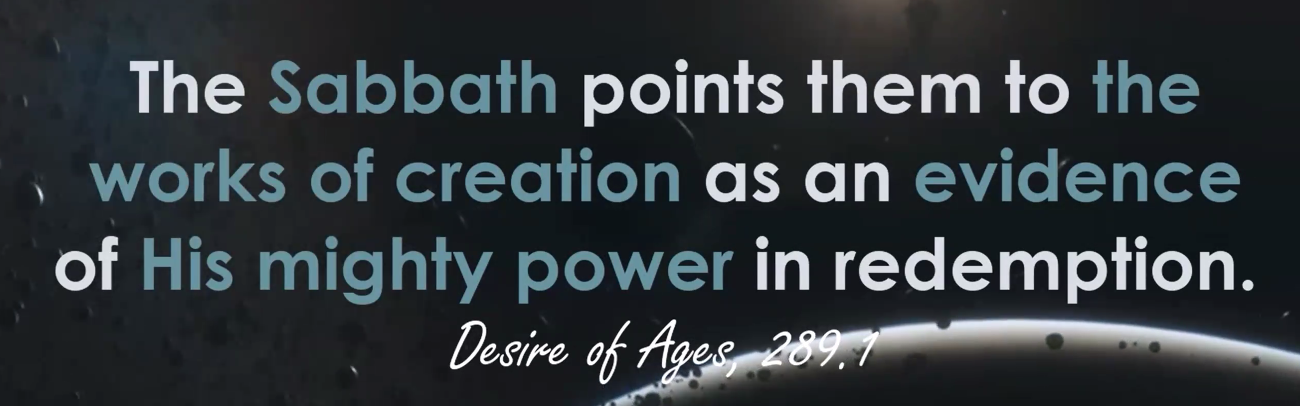 The Sabbath points them to the
works of creation as an evidence
of His mighty power in redemption.
Desire of Ages, 289.1